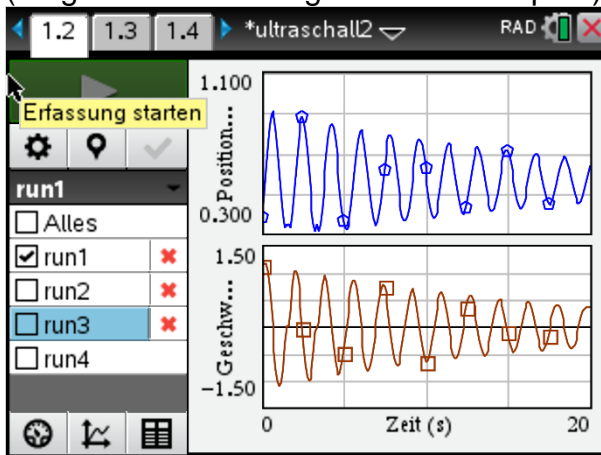 1.2 1.3 1.4 *ultraschall2 RAD
Erfassung starten
run1
Alles
run1
run2
run3
run4
1.100
Position...
0.300
1.50
Geschw...
-1.50
0 Zeit (s) 20